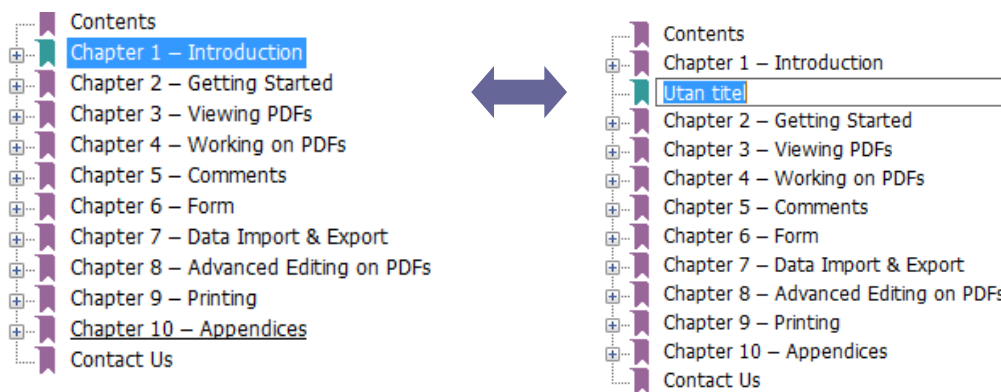 Contents
Chapter 1 – Introduction
Chapter 2 – Getting Started
Chapter 3 – Viewing PDFs
Chapter 4 – Working on PDFs
Chapter 5 – Comments
Chapter 6 – Form
Chapter 7 – Data Import & Export
Chapter 8 – Advanced Editing on PDFs
Chapter 9 – Printing
Chapter 10 – Appendices
Contact Us
Contents
Chapter 1 – Introduction
Utan titel
Chapter 2 – Getting Started
Chapter 3 – Viewing PDFs
Chapter 4 – Working on PDFs
Chapter 5 – Comments
Chapter 6 – Form
Chapter 7 – Data Import & Export
Chapter 8 – Advanced Editing on PDFs
Chapter 9 – Printing
Chapter 10 – Appendices
Contact Us